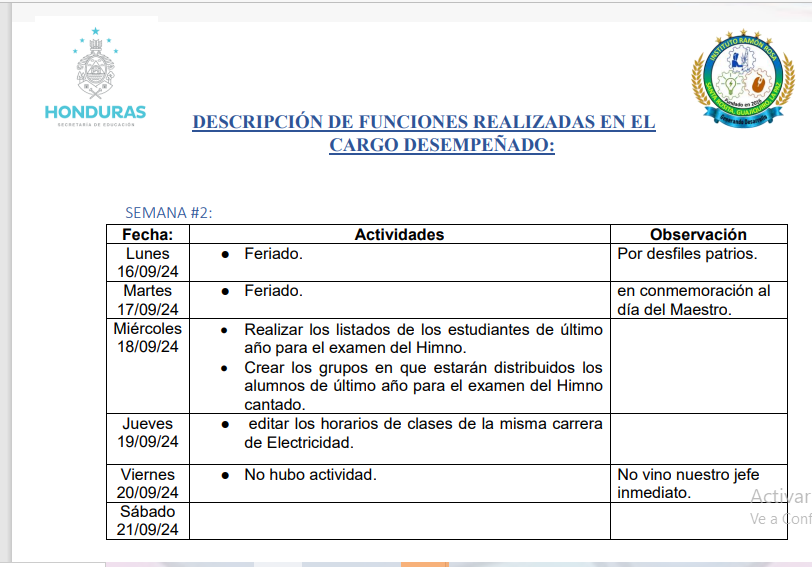 HONDURAS
SECRETARÍA DE EDUCACIÓN
INSTITUTO RAMÓN ROSA
DESCRIPCIÓN DE FUNCIONES REALIZADAS EN EL
CARGO DESEMPEÑADO:
SEMANA #2:
Fecha: Actividades Observación
Lunes
16/09/24
● Feriado.
Por desfiles patrios.
Martes
17/09/24
● Feriado.
en conmemoración al
día del Maestro.
Miércoles
18/09/24
● Realizar los listados de los estudiantes de último
año para el examen del Himno.
● Crear los grupos en que estarán distribuidos los
alumnos de último año para el examen del Himno
cantado.
Jueves
19/09/24
● editar los horarios de clases de la misma carrera
de Electricidad.
Viernes
20/09/24
● No hubo actividad.
No vino nuestro jefe
inmediato.
Sábado
21/09/24
Activar
Ve a Conf